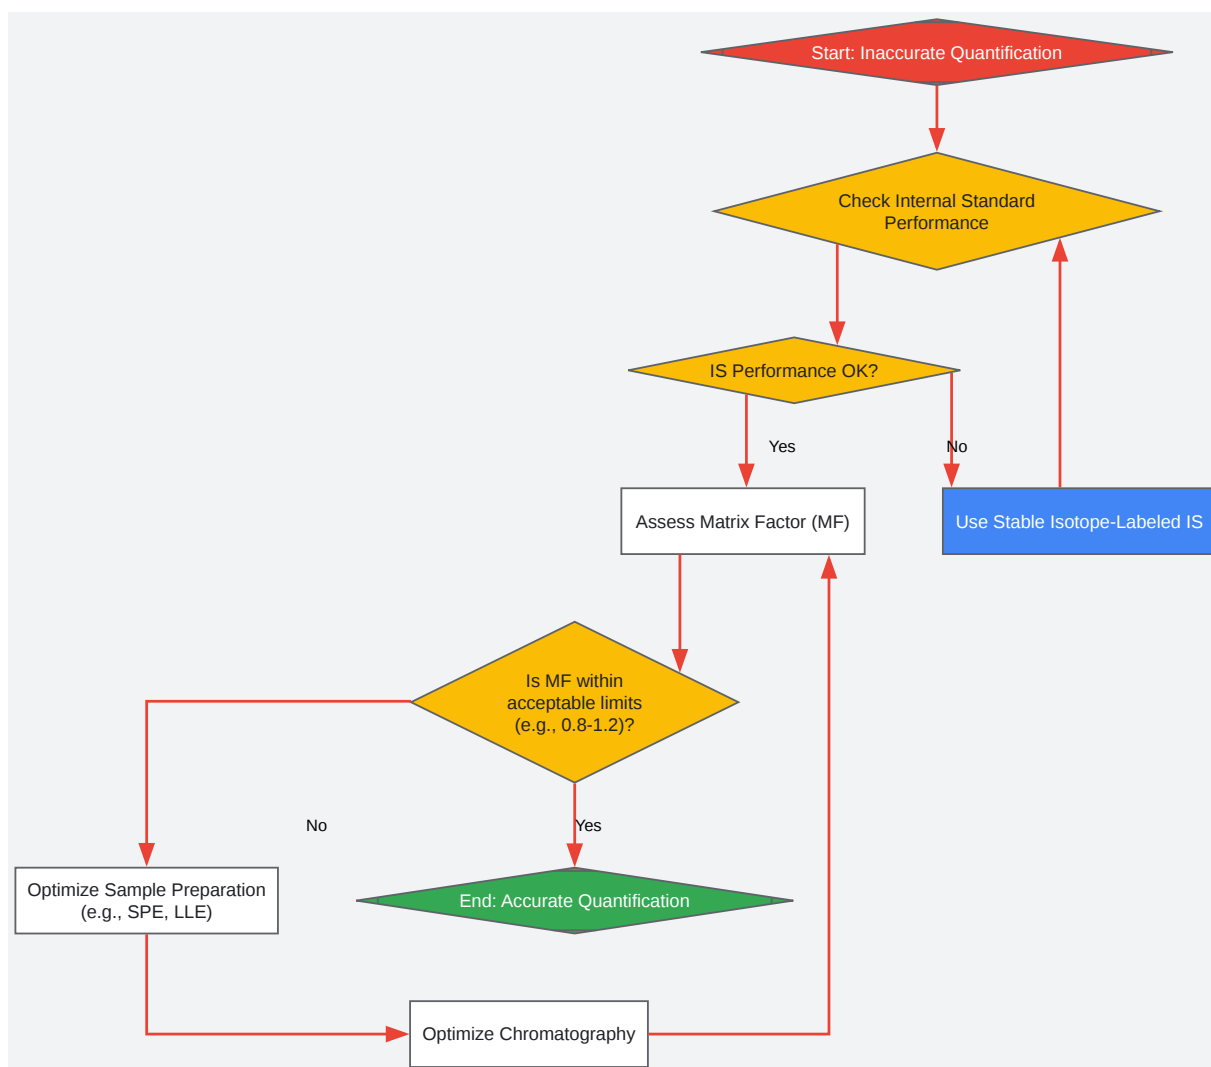 Start: Inaccurate Quantification
Check Internal Standard
Performance
IS Performance OK?
Yes
No
Assess Matrix Factor (MF)
Use Stable Isotope-Labeled IS
Is MF within
acceptable limits
(e.g., 0.8-1.2)?
No
Yes
Optimize Sample Preparation
(e.g., SPE, LLE)
End: Accurate Quantification
Optimize Chromatography